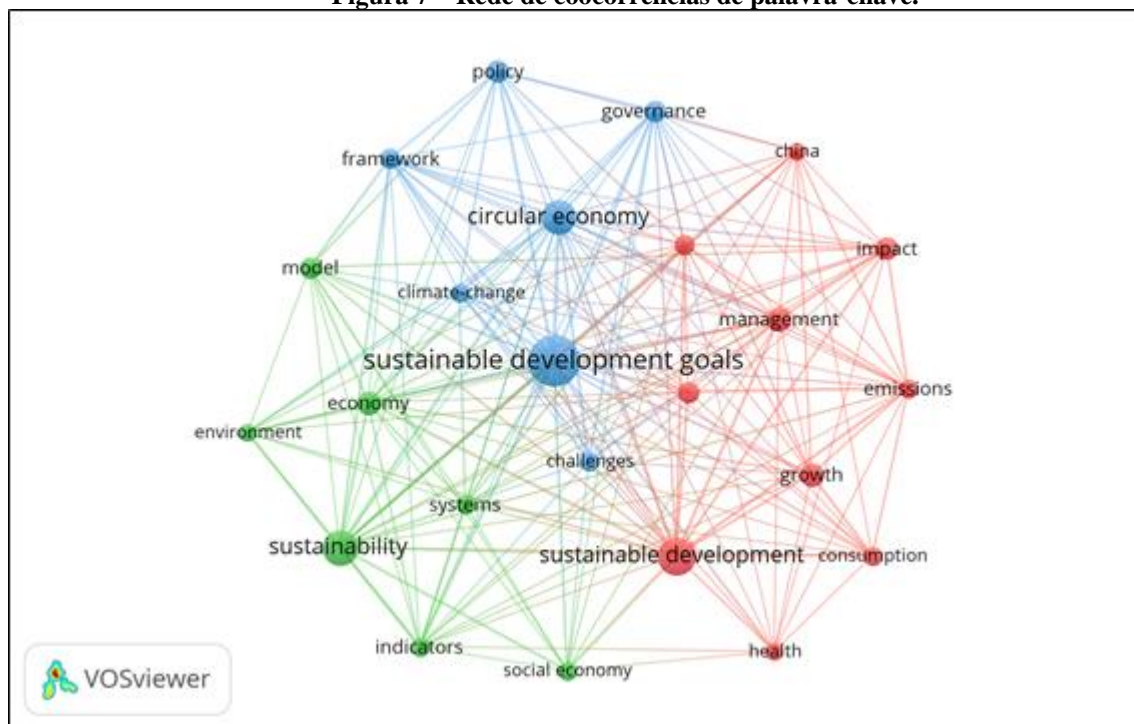 Figura 7 – Rede de coocorrências de palavra-chave.
policy
governance
china
framework
circular economy
impact
model
climate-change
management
sustainable development goals
emissions
economy
environment
challenges
growth
systems
sustainability
sustainable development
consumption
indicators
health
social economy
VOSviewer